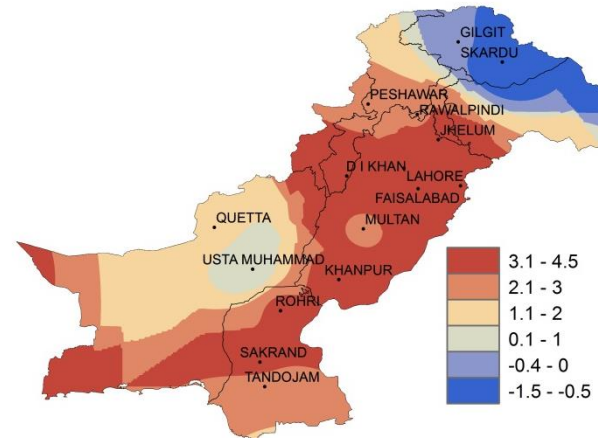 GILGIT
SKARDU
PESHAWAR
RAWALPINDI
JHELUM
D I KHAN
LAHORE
FAISALABAD
QUETTA
MULTAN
USTA MUHAMMAD
KHANPUR
ROHRI
SAKRAND
TANDOJAM
3.1 - 4.5
2.1 - 3
1.1 - 2
0.1 - 1
-0.4 - 0
-1.5 - -0.5